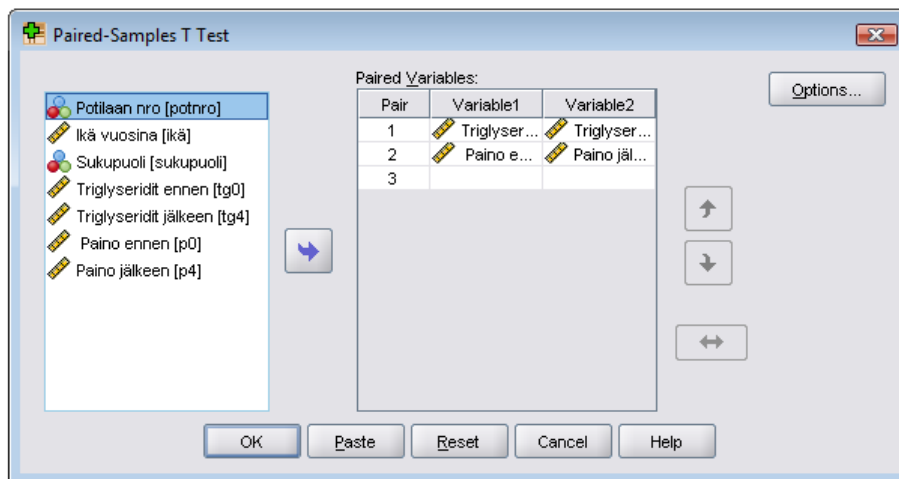 Paired-Samples T Test
Paired Variables:
Options...
Potilaan nro [potnro]
Ikä vuosina [ikä]
Sukupuoli [sukupuoli]
Triglyseridit ennen [tg0]
Triglyseridit jälkeen [tg4]
Paino ennen [p0]
Paino jälkeen [p4]
Pair Variable1 Variable2
1 Triglyser... Triglyser...
2 Paino e... Paino jäl...
3
OK Paste Reset Cancel Help